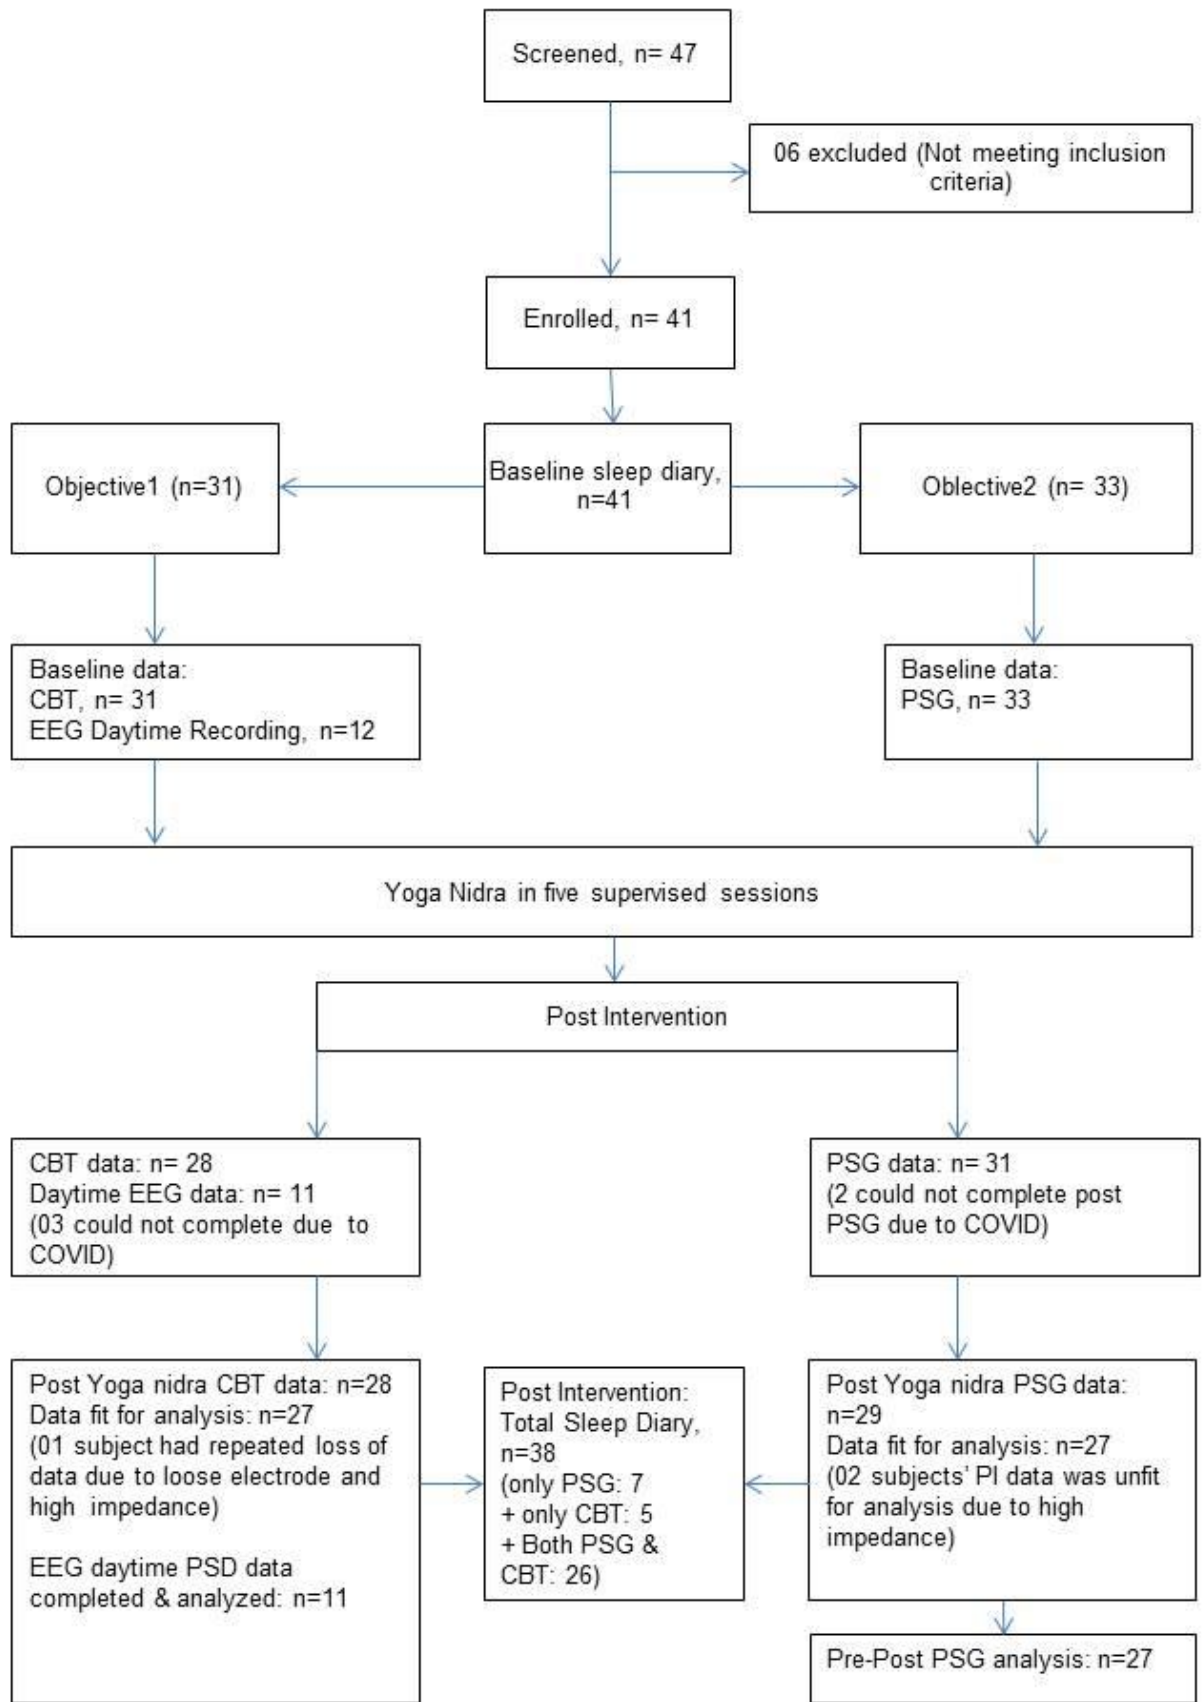 Screened, n= 47
06 excluded (Not meeting inclusion
criteria)
Enrolled, n= 41
Objective1 (n=31)
Baseline sleep diary,
n=41
Oblective2 (n= 33)
Baseline data:
CBT, n= 31
EEG Daytime Recording, n=12
Baseline data:
PSG, n= 33
Yoga Nidra in five supervised sessions
Post Intervention
CBT data: n= 28
Daytime EEG data: n= 11
(03 could not complete due to
COVID)
PSG data: n= 31
(2 could not complete post
PSG due to COVID)
Post Yoga nidra CBT data: n=28
Data fit for analysis: n=27
(01 subject had repeated loss of
data due to loose electrode and
high impedance)
EEG daytime PSD data
completed & analyzed: n=11
Post Intervention:
Total Sleep Diary,
n=38
(only PSG: 7
+ only CBT: 5
+ Both PSG &
CBT: 26)
Post Yoga nidra PSG data:
n=29
Data fit for analysis: n=27
(02 subjects' PI data was unfit
for analysis due to high
impedance)
Pre-Post PSG analysis: n=27